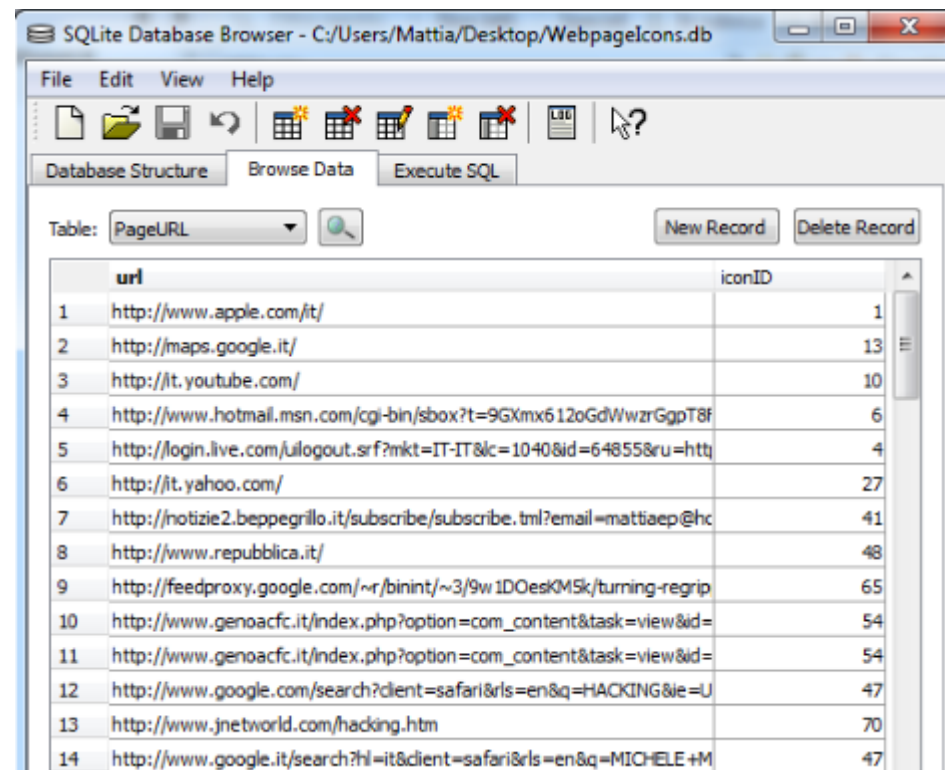 SQLite Database Browser - C:/Users/Mattia/Desktop/WebpageIcons.db
File Edit View Help
LOG
Database Structure Browse Data Execute SQL
Table: PageURL New Record Delete Record
url iconID
1 http://www.apple.com/it/ 1
2 http://maps.google.it/ 13
3 http://it.youtube.com/ 10
4 http://www.hotmail.msn.com/cgi-bin/sbox?t=9GXmx612oGdWwzrGgpT8F 6
5 http://login.live.com/uilogout.srf?mkt=IT-IT&lc=1040&id=64855&ru=http 4
6 http://it.yahoo.com/ 27
7 http://notizie2.beppegrillo.it/subscribe/subscribe.tml?email=mattiaep@ho 41
8 http://www.repubblica.it/ 48
9 http://feedproxy.google.com/~r/binint/~3/9w1DOesKM5k/turning-regrip 65
10 http://www.genoacfc.it/index.php?option=com_content&task=view&id= 54
11 http://www.genoacfc.it/index.php?option=com_content&task=view&id= 54
12 http://www.google.com/search?client=safari&rls=en&q=HACKING&ie=U 47
13 http://www.jnetworld.com/hacking.htm 70
14 http://www.google.it/search?hl=it&client=safari&rls=en&q=MICHELE+M 47